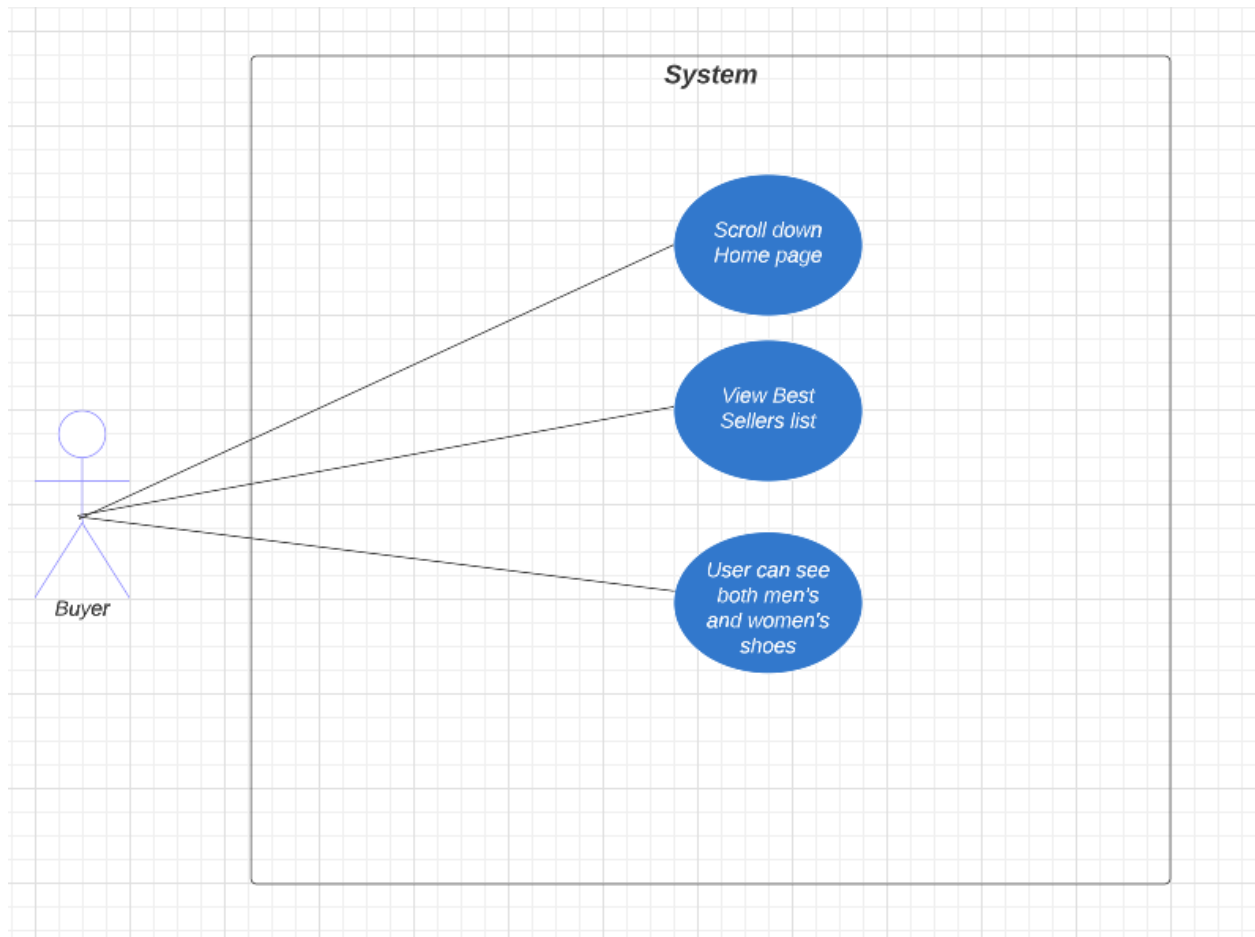 System
Scroll down
Home page
View Best
Sellers list
User can see
both men's
and women's
shoes
Buyer